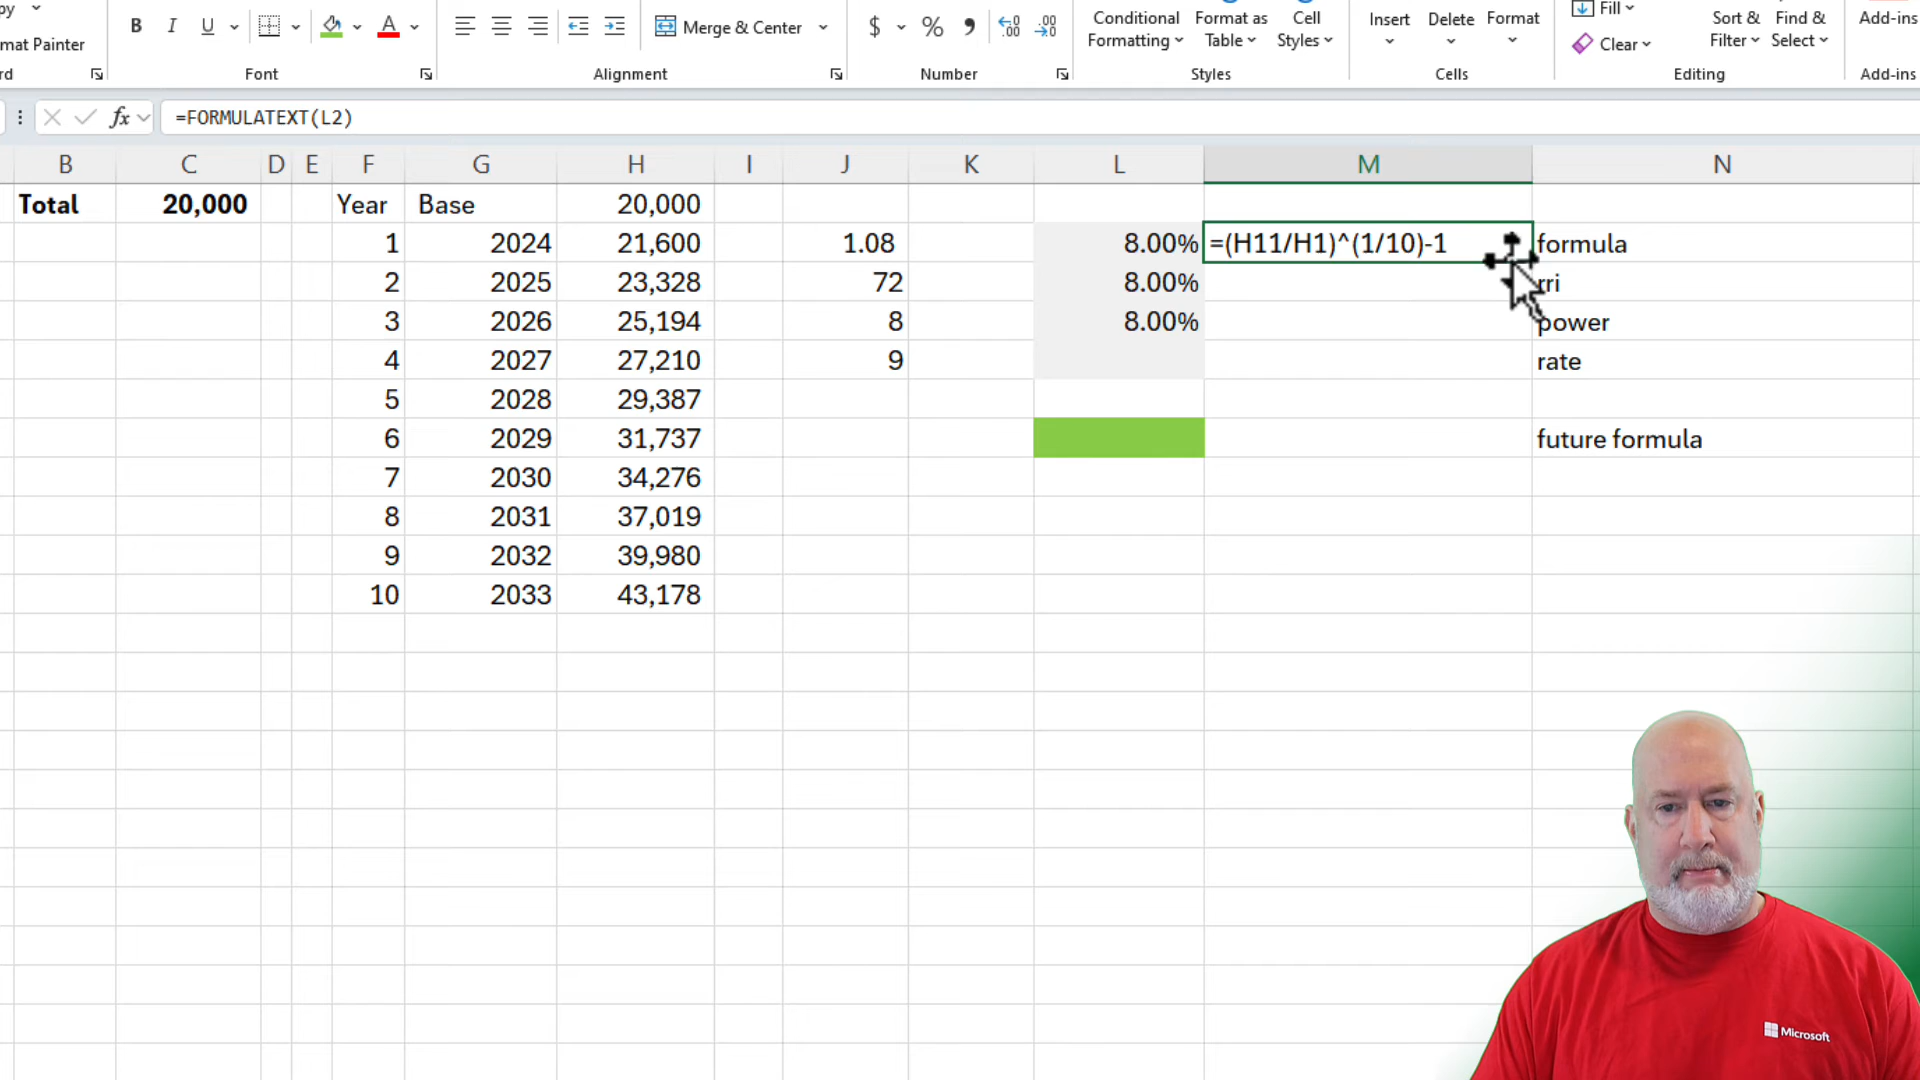 py
mat Painter
rd
B I U A
Font
Merge & Center
Alignment
$ % ,
Number
Conditional Formatting
Format as Table
Cell Styles
Styles
Insert Delete Format
Cells
Fill
Clear
Sort & Filter
Find & Select
Editing
Add-ins
Add-ins
fx =FORMULATEXT(L2)
B C D E F G H I J K L M N
Total 20,000 Year Base 20,000
1 2024 21,600 1.08 8.00% =(H11/H1)^(1/10)-1 formula
2 2025 23,328 72 8.00% rri
3 2026 25,194 8 8.00% power
4 2027 27,210 9 rate
5 2028 29,387
6 2029 31,737 future formula
7 2030 34,276
8 2031 37,019
9 2032 39,980
10 2033 43,178
Microsoft